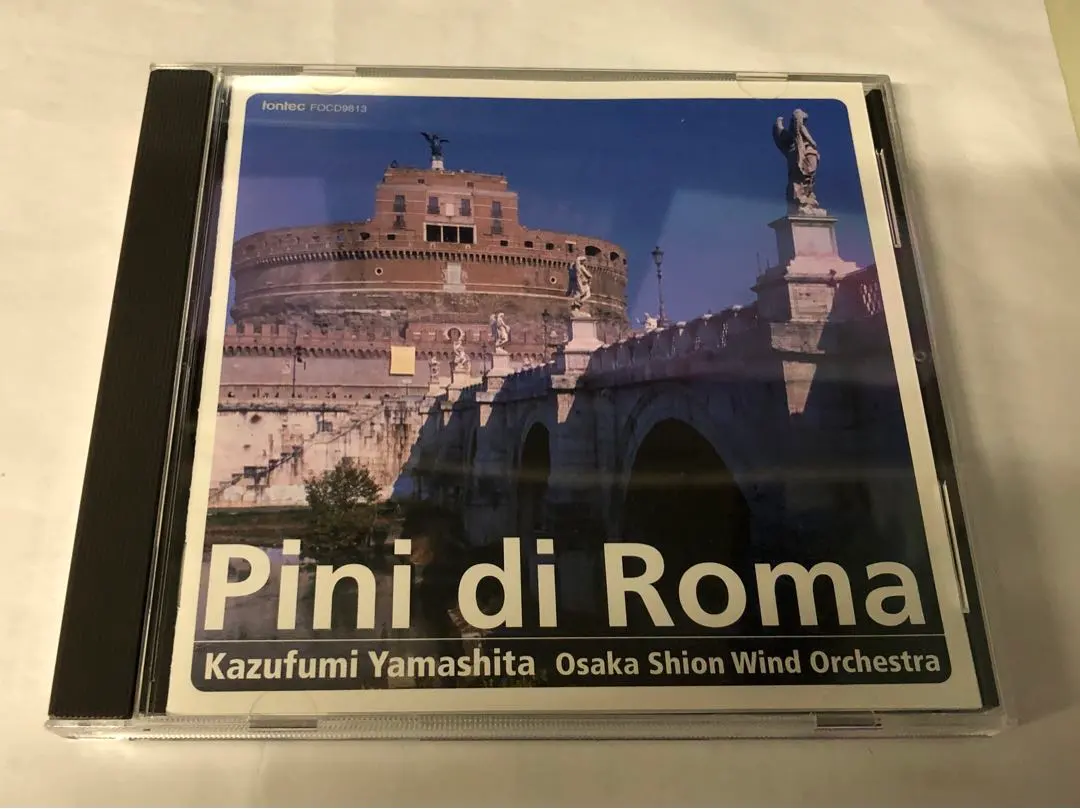 fontec FOCD9813
Pini di Roma
Kazufumi Yamashita Osaka Shion Wind Orchestra